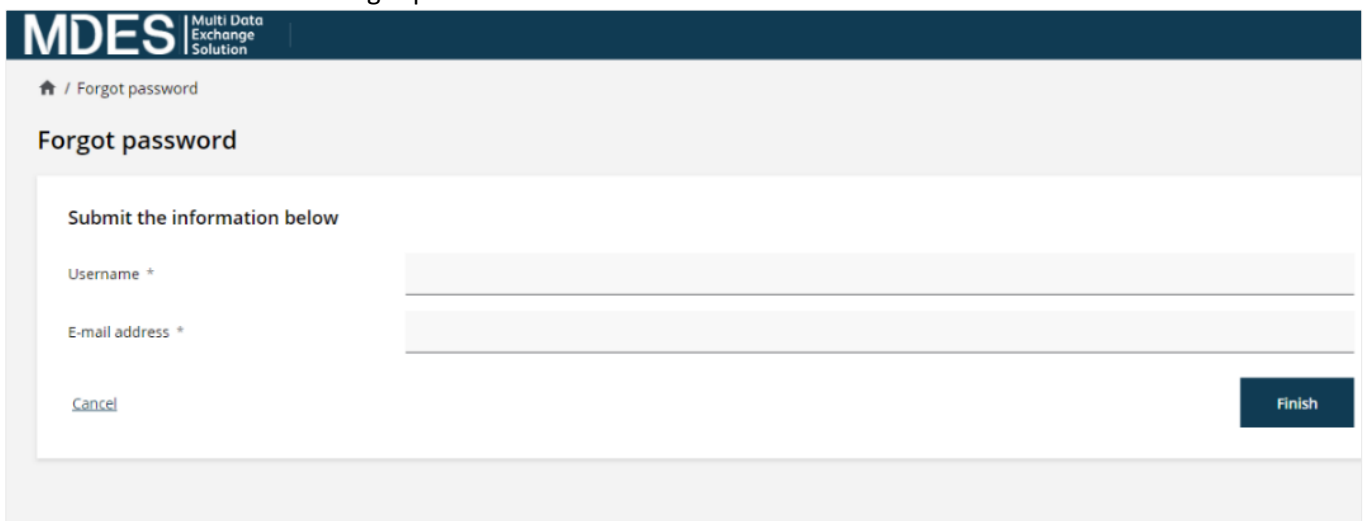 MDES Multi Data
Exchange
Solution
/ Forgot password
Forgot password
Submit the information below
Username *
E-mail address *
Cancel
Finish